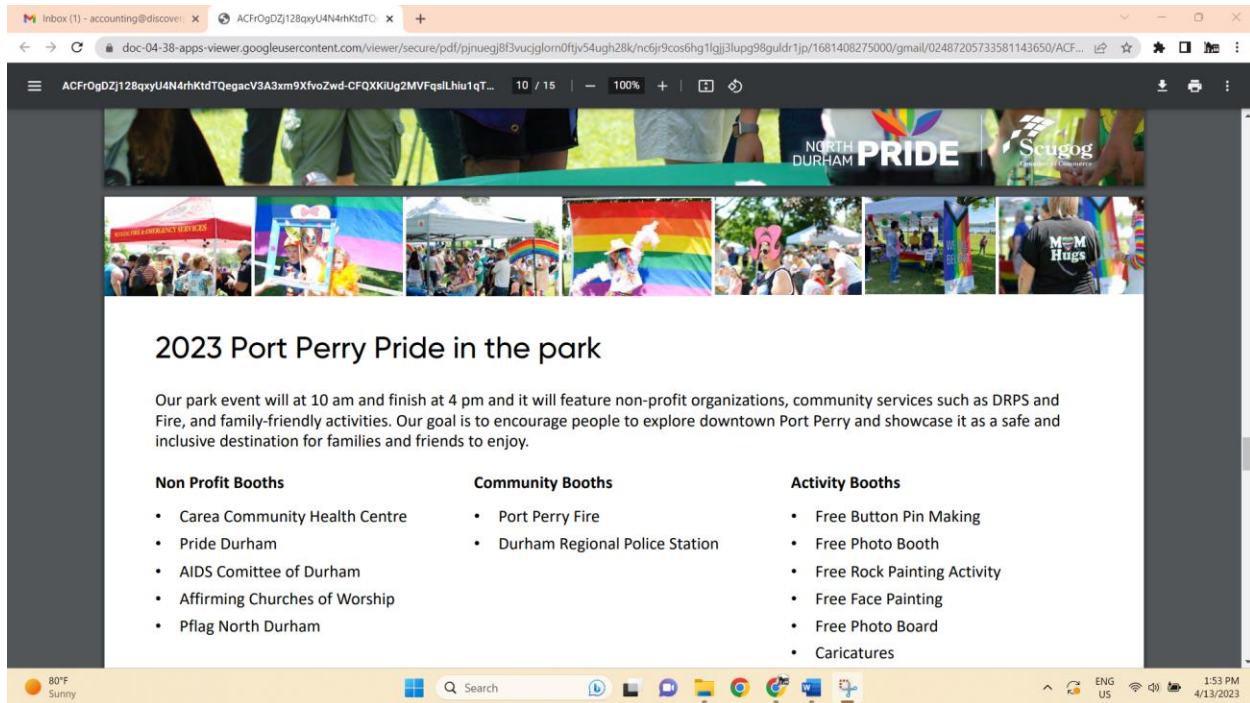 Inbox (1) - accounting@discover
ACFrOgDZj128qxyU4N4rhKtdTQ
doc-04-38-apps-viewer.googleusercontent.com/viewer/secure/pdf/pjnuegj8f3vucjglorn0ftjv54ugh28k/nc6jr9cos6hg1lgjj3lupg98guldr1jp/1681408275000/gmail/02487205733581143650/ACF...
ACFrOgDZj128qxyU4N4rhKtdTQegacV3A3xm9XfvoZwd-CFQXKiUg2MVFqslLhiu1qT... 10 / 15 100%
NORTH DURHAM PRIDE
Scugog
Chamber of Commerce
FIRE & EMERGENCY SERVICES
MOM
Hugs
2023 Port Perry Pride in the park
Our park event will at 10 am and finish at 4 pm and it will feature non-profit organizations, community services such as DRPS and
Fire, and family-friendly activities. Our goal is to encourage people to explore downtown Port Perry and showcase it as a safe and
inclusive destination for families and friends to enjoy.
Non Profit Booths
• Carea Community Health Centre
• Pride Durham
• AIDS Comittee of Durham
• Affirming Churches of Worship
• Pflag North Durham
Community Booths
• Port Perry Fire
• Durham Regional Police Station
Activity Booths
• Free Button Pin Making
• Free Photo Booth
• Free Rock Painting Activity
• Free Face Painting
• Free Photo Board
• Caricatures
80°F
Sunny
Search
ENG
US
1:53 PM
4/13/2023